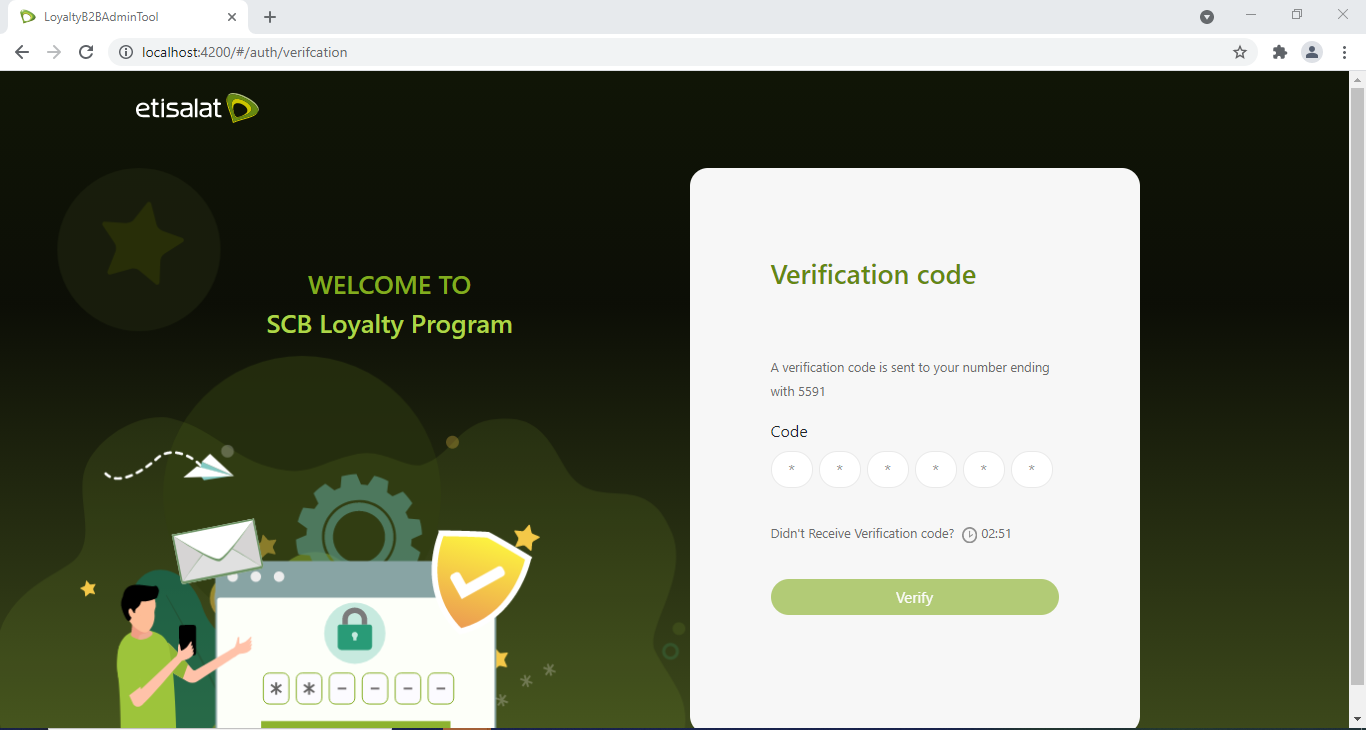 LoyaltyB2BAdminTool
localhost:4200/#/auth/verifcation
etisalat
WELCOME TO
SCB Loyalty Program
Verification code
A verification code is sent to your number ending
with 5591
Code
* * * * * *
Didn't Receive Verification code? 02:51
Verify
* * - - - -